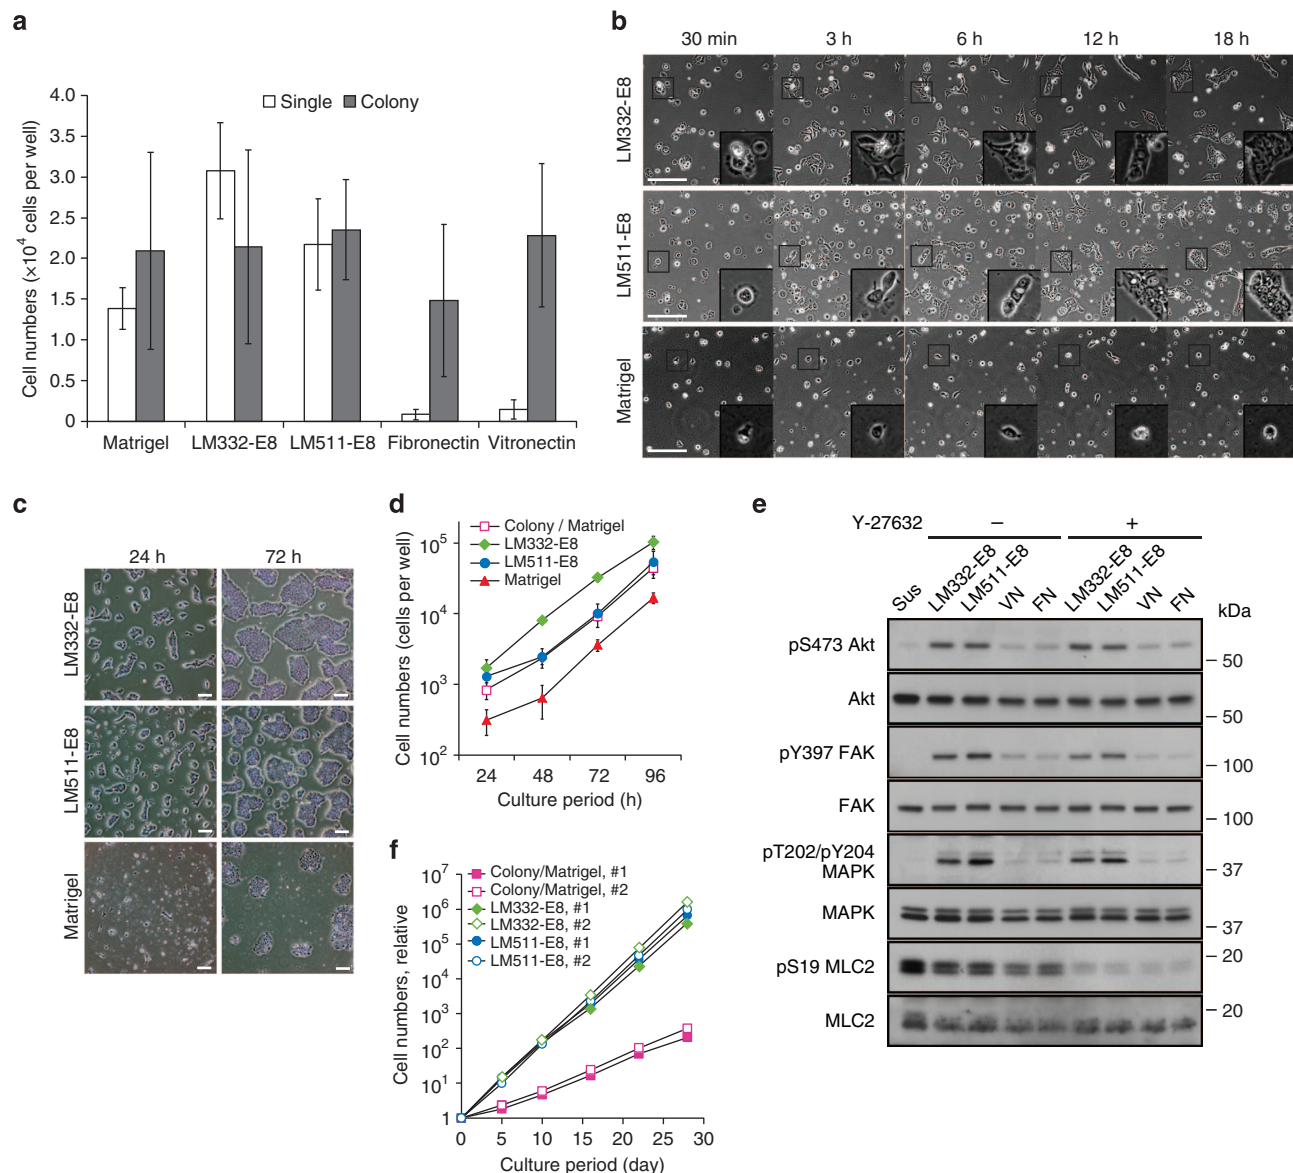 a
4.0
3.5
3.0
2.5
2.0
1.5
1.0
0.5
0
Cell numbers (×10⁴ cells per well)
Single
Colony
Matrigel LM332-E8 LM511-E8 Fibronectin Vitronectin
b
30 min 3 h 6 h 12 h 18 h
LM332-E8
LM511-E8
Matrigel
c
24 h 72 h
LM332-E8
LM511-E8
Matrigel
d
Colony / Matrigel
LM332-E8
LM511-E8
Matrigel
10⁵
10⁴
10³
10²
Cell numbers (cells per well)
24 48 72 96
Culture period (h)
e
Y-27632 − +
Sus LM332-E8 LM511-E8 VN FN LM332-E8 LM511-E8 VN FN
kDa
pS473 Akt
50
Akt
50
pY397 FAK
100
FAK
100
pT202/pY204
MAPK
37
MAPK
37
pS19 MLC2
20
MLC2
20
f
Colony/Matrigel, #1
Colony/Matrigel, #2
LM332-E8, #1
LM332-E8, #2
LM511-E8, #1
LM511-E8, #2
10⁷
10⁶
10⁵
10⁴
10³
10²
10¹
1
Cell numbers, relative
0 5 10 15 20 25 30
Culture period (day)